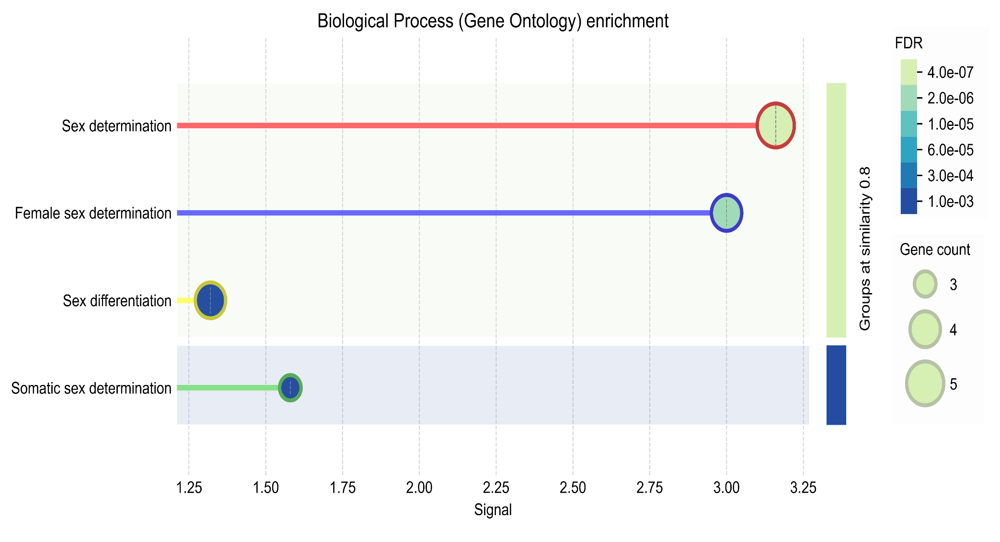 Biological Process (Gene Ontology) enrichment
Sex determination
Female sex determination
Sex differentiation
Somatic sex determination
1.25
1.50
1.75
2.00
2.25
2.50
2.75
3.00
3.25
Signal
Groups at similarity 0.8
FDR
4.0e-07
2.0e-06
1.0e-05
6.0e-05
3.0e-04
1.0e-03
Gene count
3
4
5